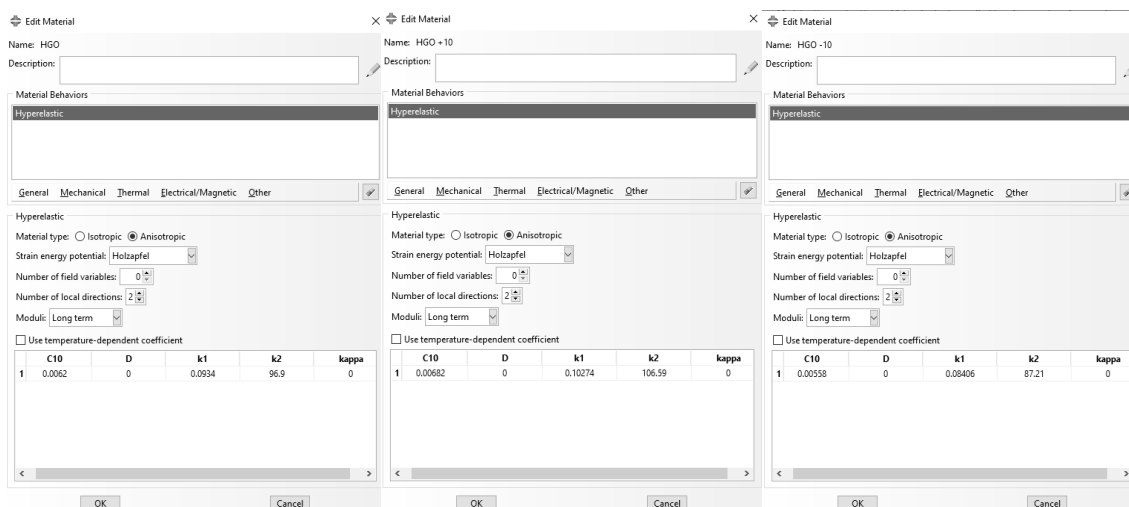 Edit Material
Name: HGO
Description:
Material Behaviors
Hyperelastic
General Mechanical Thermal Electrical/Magnetic Other
Hyperelastic
Material type: Isotropic Anisotropic
Strain energy potential: Holzapfel
Number of field variables: 0
Number of local directions: 2
Moduli: Long term
Use temperature-dependent coefficient
C10 D k1 k2 kappa
1 0.0062 0 0.0934 96.9 0
OK Cancel
Edit Material
Name: HGO +10
Description:
Material Behaviors
Hyperelastic
General Mechanical Thermal Electrical/Magnetic Other
Hyperelastic
Material type: Isotropic Anisotropic
Strain energy potential: Holzapfel
Number of field variables: 0
Number of local directions: 2
Moduli: Long term
Use temperature-dependent coefficient
C10 D k1 k2 kappa
1 0.00682 0 0.10274 106.59 0
OK Cancel
Edit Material
Name: HGO -10
Description:
Material Behaviors
Hyperelastic
General Mechanical Thermal Electrical/Magnetic Other
Hyperelastic
Material type: Isotropic Anisotropic
Strain energy potential: Holzapfel
Number of field variables: 0
Number of local directions: 2
Moduli: Long term
Use temperature-dependent coefficient
C10 D k1 k2 kappa
1 0.00558 0 0.08406 87.21 0
OK Cancel